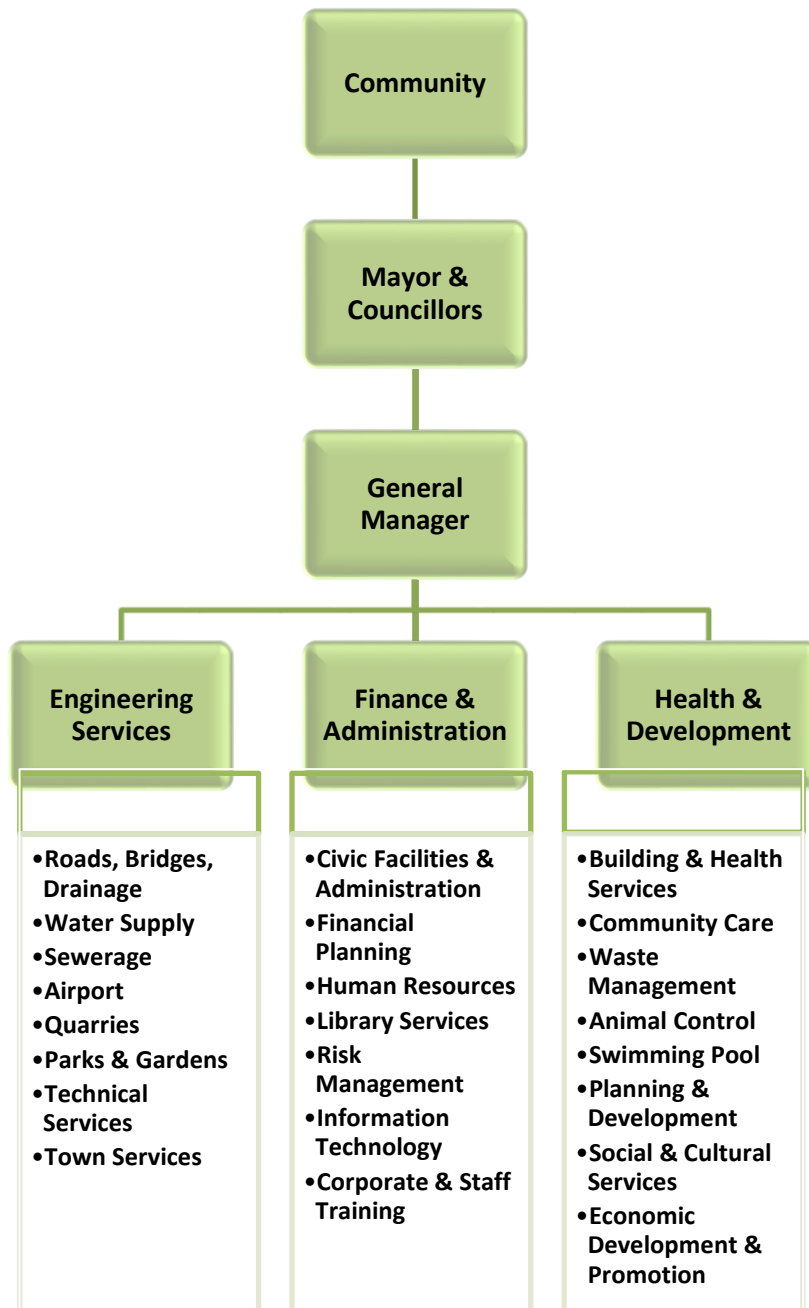 Community
Mayor &
Councillors
General
Manager
Engineering
Services
•Roads, Bridges,
Drainage
•Water Supply
•Sewerage
•Airport
•Quarries
•Parks & Gardens
•Technical
Services
•Town Services
Finance &
Administration
•Civic Facilities &
Administration
•Financial
Planning
•Human Resources
•Library Services
•Risk
Management
•Information
Technology
•Corporate & Staff
Training
Health &
Development
•Building & Health
Services
•Community Care
•Waste
Management
•Animal Control
•Swimming Pool
•Planning &
Development
•Social & Cultural
Services
•Economic
Development &
Promotion